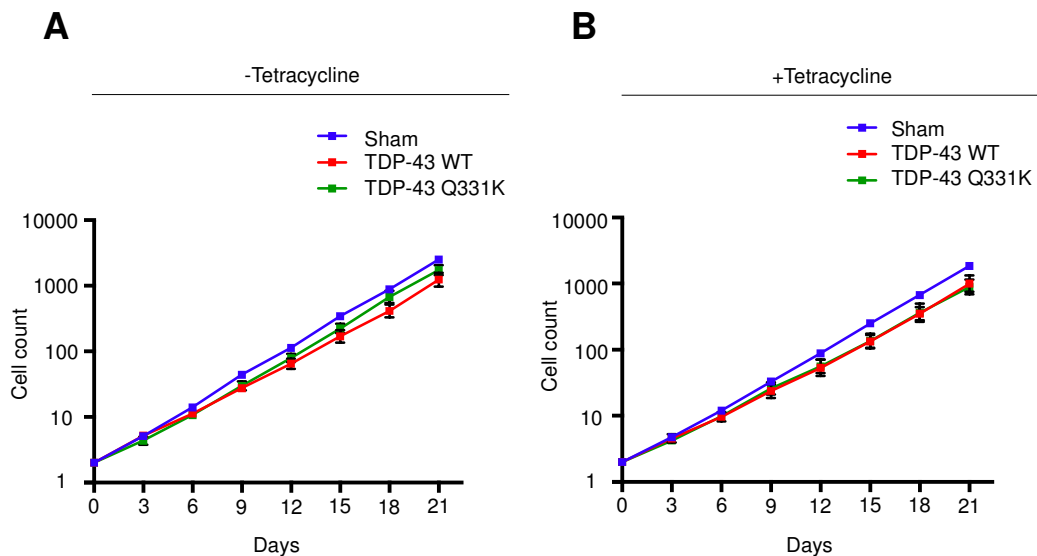 A
-Tetracycline
Sham
TDP-43 WT
TDP-43 Q331K
10000
1000
100
10
1
Cell count
0 3 6 9 12 15 18 21
Days
B
+Tetracycline
Sham
TDP-43 WT
TDP-43 Q331K
10000
1000
100
10
1
Cell count
0 3 6 9 12 15 18 21
Days